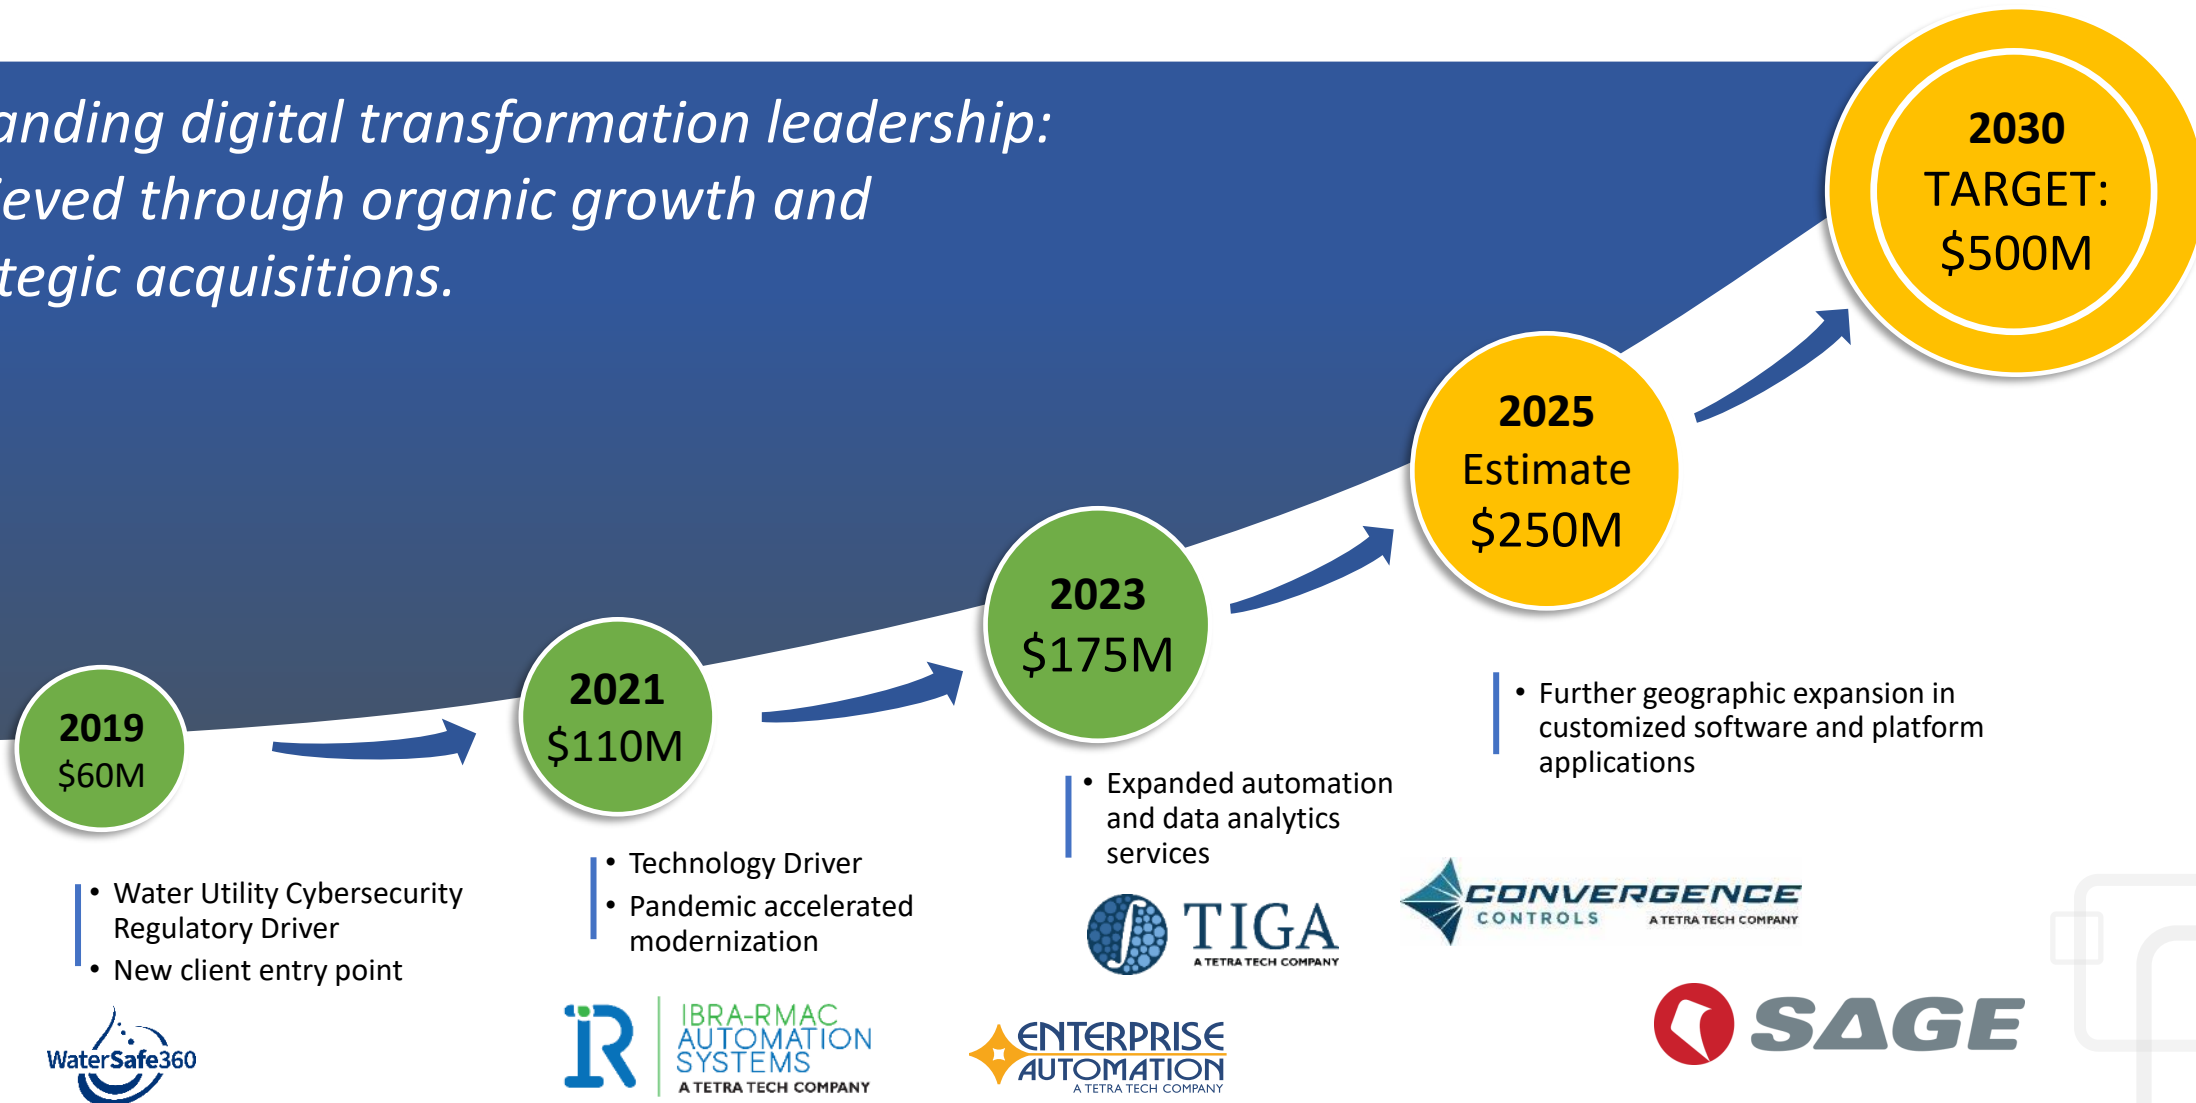 anding digital transformation leadership:
ieved through organic growth and
tegic acquisitions.
2030
TARGET:
$500M
2025
Estimate
$250M
2023
$175M
2021
$110M
2019
$60M
• Water Utility Cybersecurity
Regulatory Driver
• New client entry point
WaterSafe360
• Technology Driver
• Pandemic accelerated
modernization
IBRA-RMAC
AUTOMATION
SYSTEMS
A TETRA TECH COMPANY
• Expanded automation
and data analytics
services
TIGA
A TETRA TECH COMPANY
ENTERPRISE
AUTOMATION
A TETRA TECH COMPANY
• Further geographic expansion in
customized software and platform
applications
CONVERGENCE
CONTROLS A TETRA TECH COMPANY
SAGE